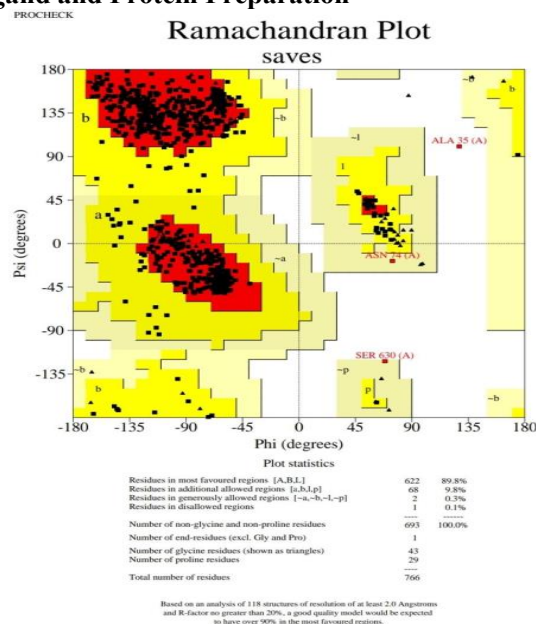 gand and Protein Preparation
PROCHECK
Ramachandran Plot
saves
180
135
90
45
0
-45
-90
-135
-180
-135
-90
-45
0
45
90
135
180
Psi (degrees)
Phi (degrees)
b
~b
~b
b
~l
l
ALA 35 (A)
a
~a
ASN 74 (A)
SER 630 (A)
~b
b
~p
p
~b
Plot statistics
Residues in most favoured regions [A,B,L] 622 89.8%
Residues in additional allowed regions [a,b,l,p] 68 9.8%
Residues in generously allowed regions [~a,~b,~l,~p] 2 0.3%
Residues in disallowed regions 1 0.1%
---- ------
Number of non-glycine and non-proline residues 693 100.0%
Number of end-residues (excl. Gly and Pro) 1
Number of glycine residues (shown as triangles) 43
Number of proline residues 29
----
Total number of residues 766
Based on an analysis of 118 structures of resolution of at least 2.0 Angstroms
and R-factor no greater than 20%, a good quality model would be expected
to have over 90% in the most favoured regions.